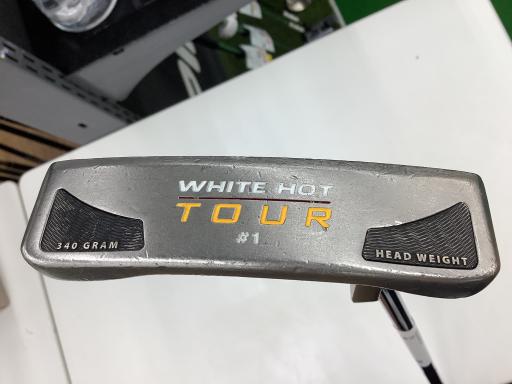 WHITE HOT
TOUR
#1
340 GRAM
HEAD WEIGHT